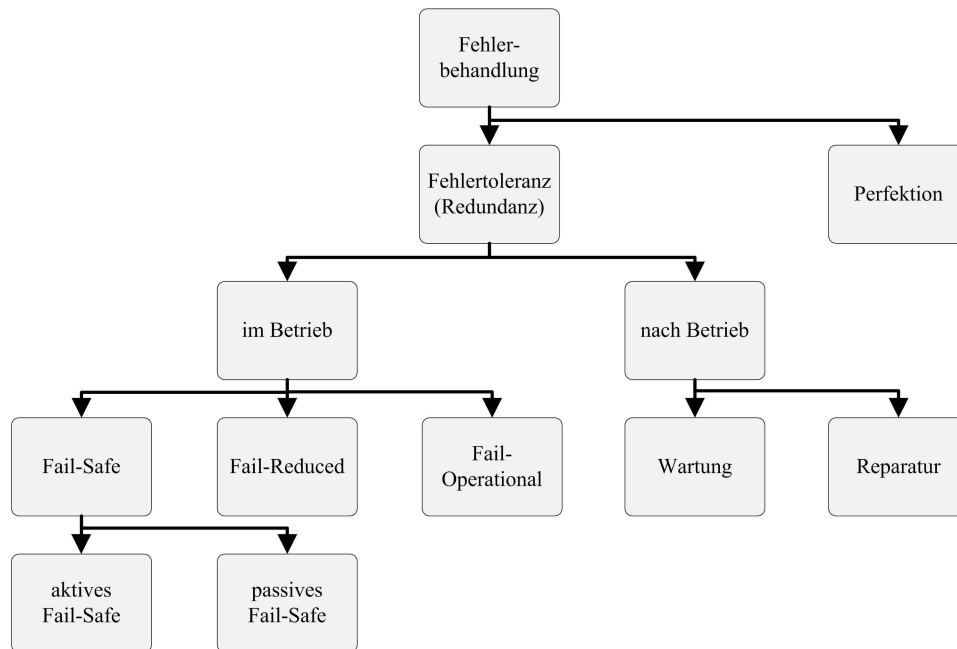 Fehler-
behandlung
Fehlertoleranz
(Redundanz)
Perfektion
im Betrieb
nach Betrieb
Fail-Safe
Fail-Reduced
Fail-
Operational
Wartung
Reparatur
aktives
Fail-Safe
passives
Fail-Safe